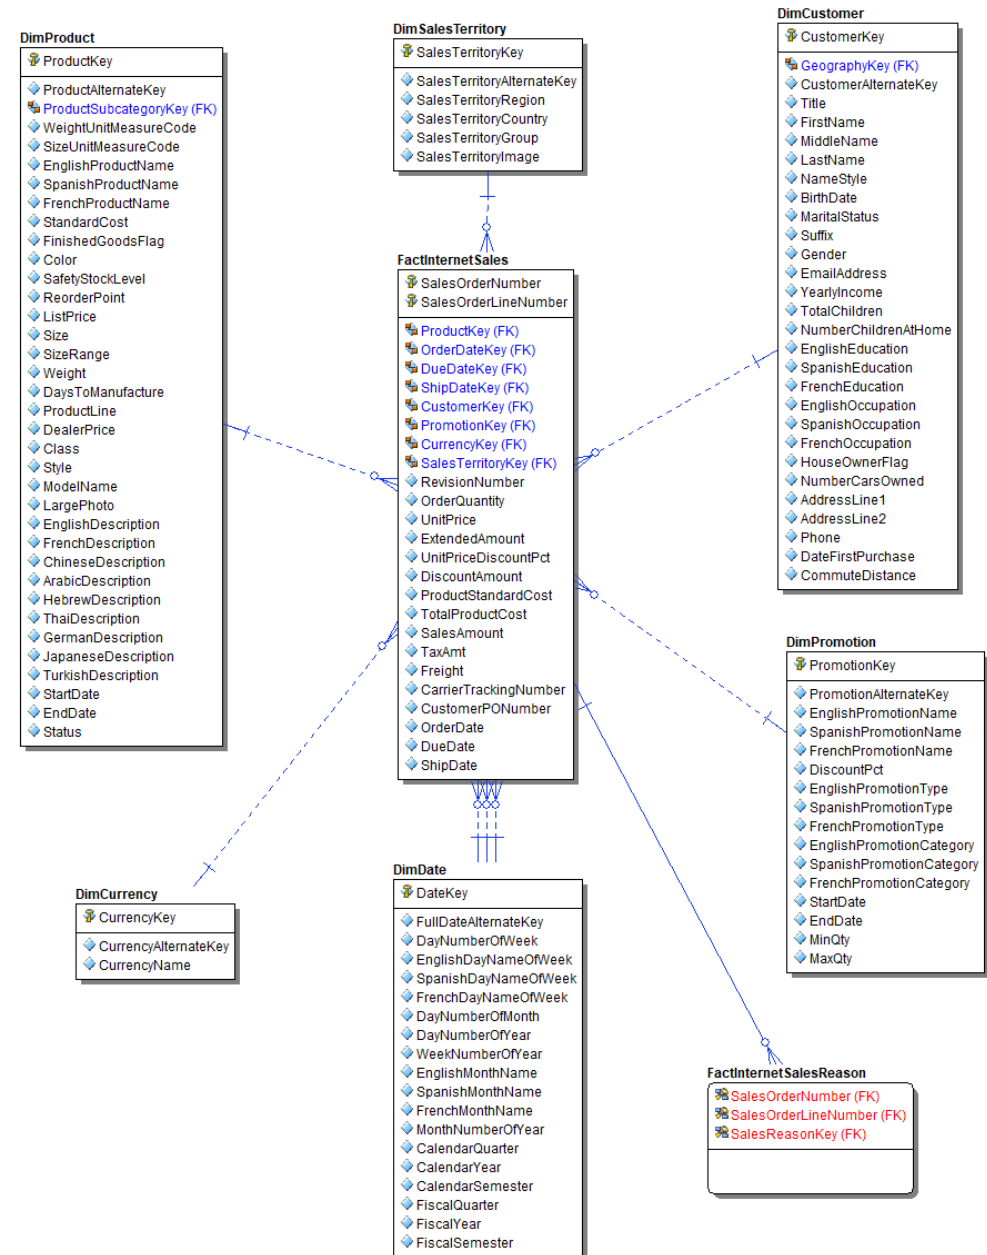 DimProduct
ProductKey
ProductAlternateKey
ProductSubcategoryKey (FK)
WeightUnitMeasureCode
SizeUnitMeasureCode
EnglishProductName
SpanishProductName
FrenchProductName
StandardCost
FinishedGoodsFlag
Color
SafetyStockLevel
ReorderPoint
ListPrice
Size
SizeRange
Weight
DaysToManufacture
ProductLine
DealerPrice
Class
Style
ModelName
LargePhoto
EnglishDescription
FrenchDescription
ChineseDescription
ArabicDescription
HebrewDescription
ThaiDescription
GermanDescription
JapaneseDescription
TurkishDescription
StartDate
EndDate
Status
DimSalesTerritory
SalesTerritoryKey
SalesTerritoryAlternateKey
SalesTerritoryRegion
SalesTerritoryCountry
SalesTerritoryGroup
SalesTerritoryImage
DimCustomer
CustomerKey
GeographyKey (FK)
CustomerAlternateKey
Title
FirstName
MiddleName
LastName
NameStyle
BirthDate
MaritalStatus
Suffix
Gender
EmailAddress
YearlyIncome
TotalChildren
NumberChildrenAtHome
EnglishEducation
SpanishEducation
FrenchEducation
EnglishOccupation
SpanishOccupation
FrenchOccupation
HouseOwnerFlag
NumberCarsOwned
AddressLine1
AddressLine2
Phone
DateFirstPurchase
CommuteDistance
FactInternetSales
SalesOrderNumber
SalesOrderLineNumber
ProductKey (FK)
OrderDateKey (FK)
DueDateKey (FK)
ShipDateKey (FK)
CustomerKey (FK)
PromotionKey (FK)
CurrencyKey (FK)
SalesTerritoryKey (FK)
RevisionNumber
OrderQuantity
UnitPrice
ExtendedAmount
UnitPriceDiscountPct
DiscountAmount
ProductStandardCost
TotalProductCost
SalesAmount
TaxAmt
Freight
CarrierTrackingNumber
CustomerPONumber
OrderDate
DueDate
ShipDate
DimPromotion
PromotionKey
PromotionAlternateKey
EnglishPromotionName
SpanishPromotionName
FrenchPromotionName
DiscountPct
EnglishPromotionType
SpanishPromotionType
FrenchPromotionType
EnglishPromotionCategory
SpanishPromotionCategory
FrenchPromotionCategory
StartDate
EndDate
MinQty
MaxQty
DimCurrency
CurrencyKey
CurrencyAlternateKey
CurrencyName
DimDate
DateKey
FullDateAlternateKey
DayNumberOfWeek
EnglishDayNameOfWeek
SpanishDayNameOfWeek
FrenchDayNameOfWeek
DayNumberOfMonth
DayNumberOfYear
WeekNumberOfYear
EnglishMonthName
SpanishMonthName
FrenchMonthName
MonthNumberOfYear
CalendarQuarter
CalendarYear
CalendarSemester
FiscalQuarter
FiscalYear
FiscalSemester
FactInternetSalesReason
SalesOrderNumber (FK)
SalesOrderLineNumber (FK)
SalesReasonKey (FK)